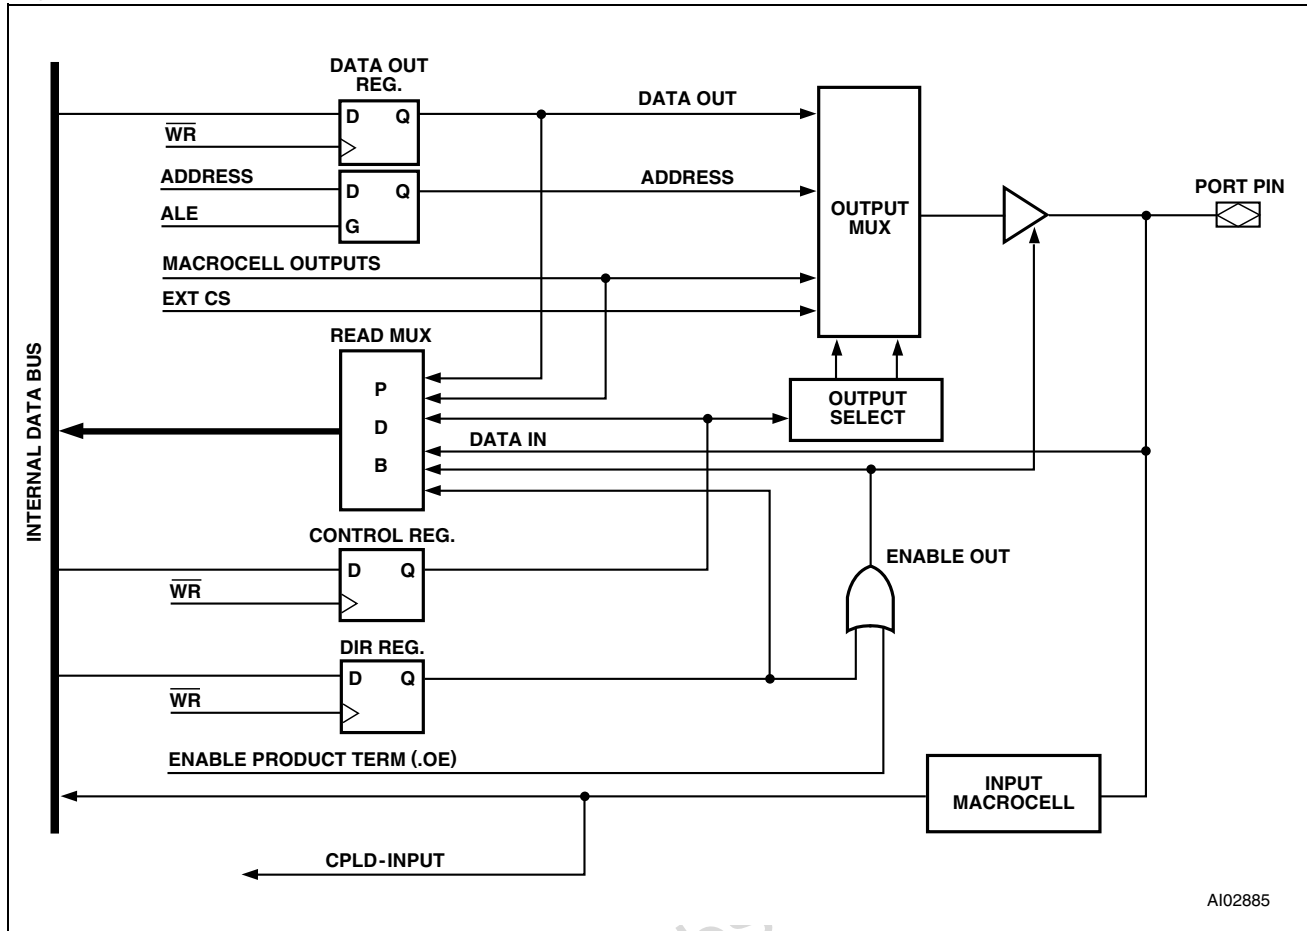 DATA OUT
REG.
D Q
WR
DATA OUT
ADDRESS
D Q
ALE
G
ADDRESS
OUTPUT
MUX
PORT PIN
MACROCELL OUTPUTS
EXT CS
READ MUX
P
D
B
OUTPUT
SELECT
DATA IN
INTERNAL DATA BUS
CONTROL REG.
D Q
WR
ENABLE OUT
DIR REG.
D Q
WR
ENABLE PRODUCT TERM (.OE)
INPUT
MACROCELL
CPLD-INPUT
AI02885